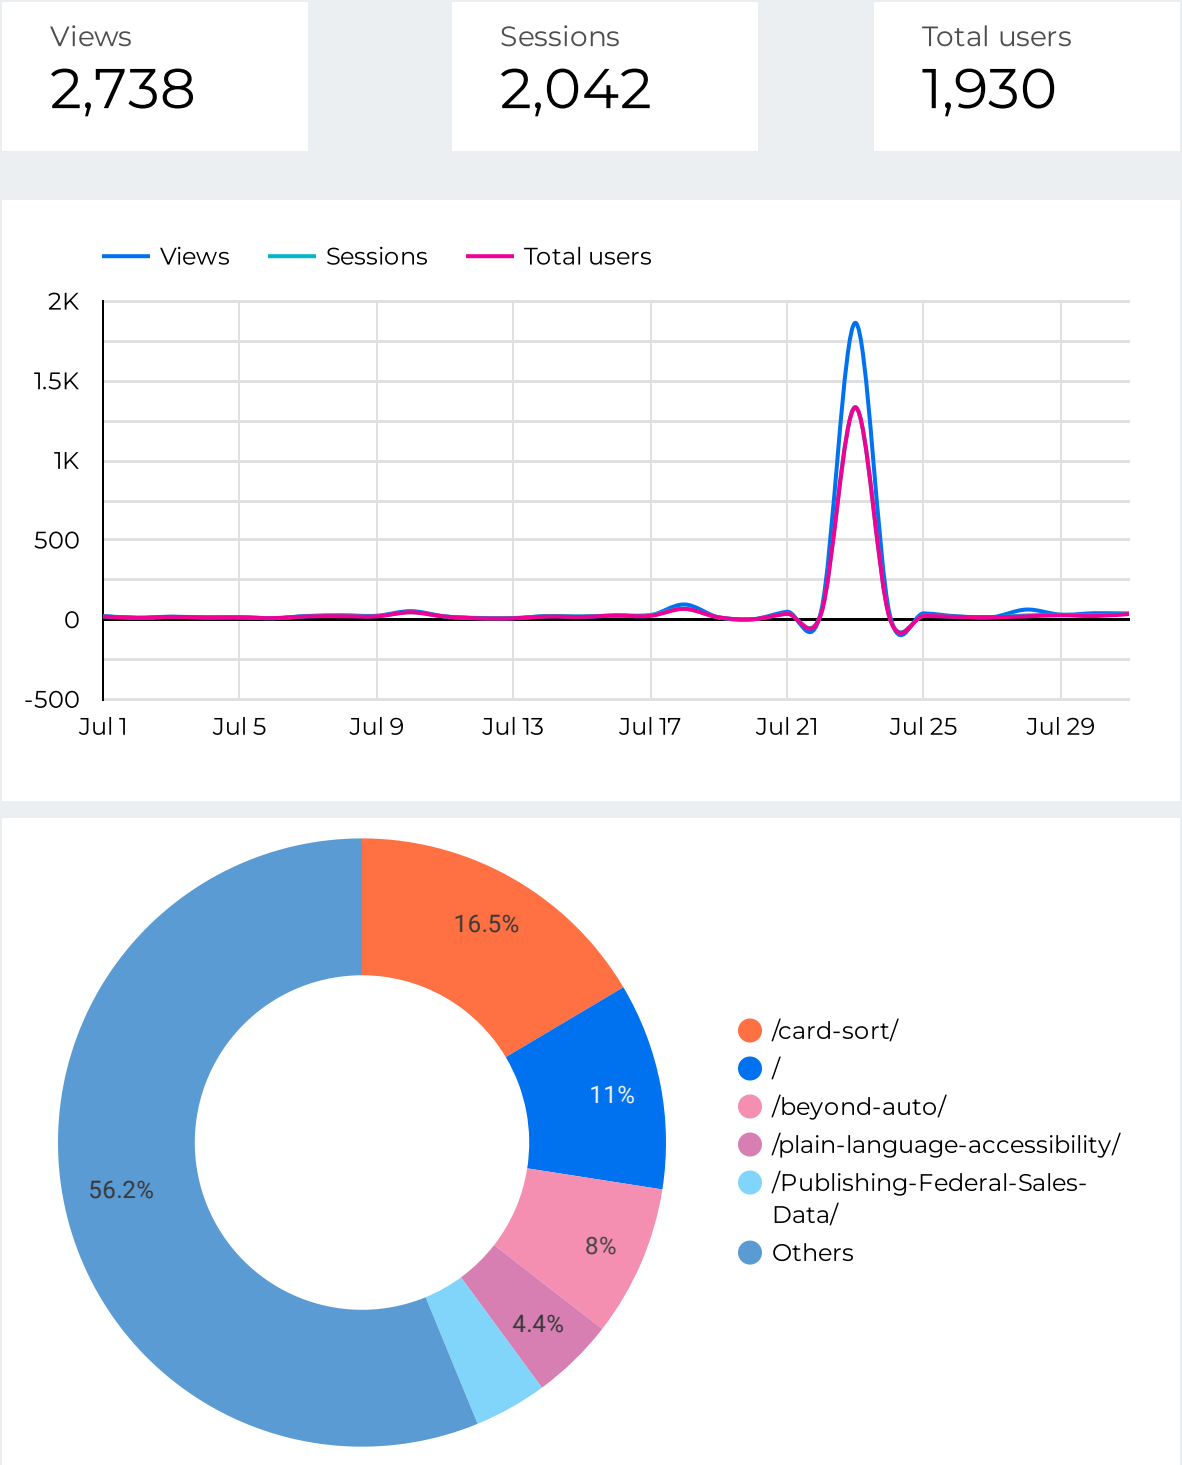 Views
2,738
Sessions
2,042
Total users
1,930
Views
Sessions
Total users
2K
1.5K
1K
500
0
-500
Jul 1
Jul 5
Jul 9
Jul 13
Jul 17
Jul 21
Jul 25
Jul 29
16.5%
11%
8%
4.4%
56.2%
/card-sort/
/
/beyond-auto/
/plain-language-accessibility/
/Publishing-Federal-Sales-
Data/
Others